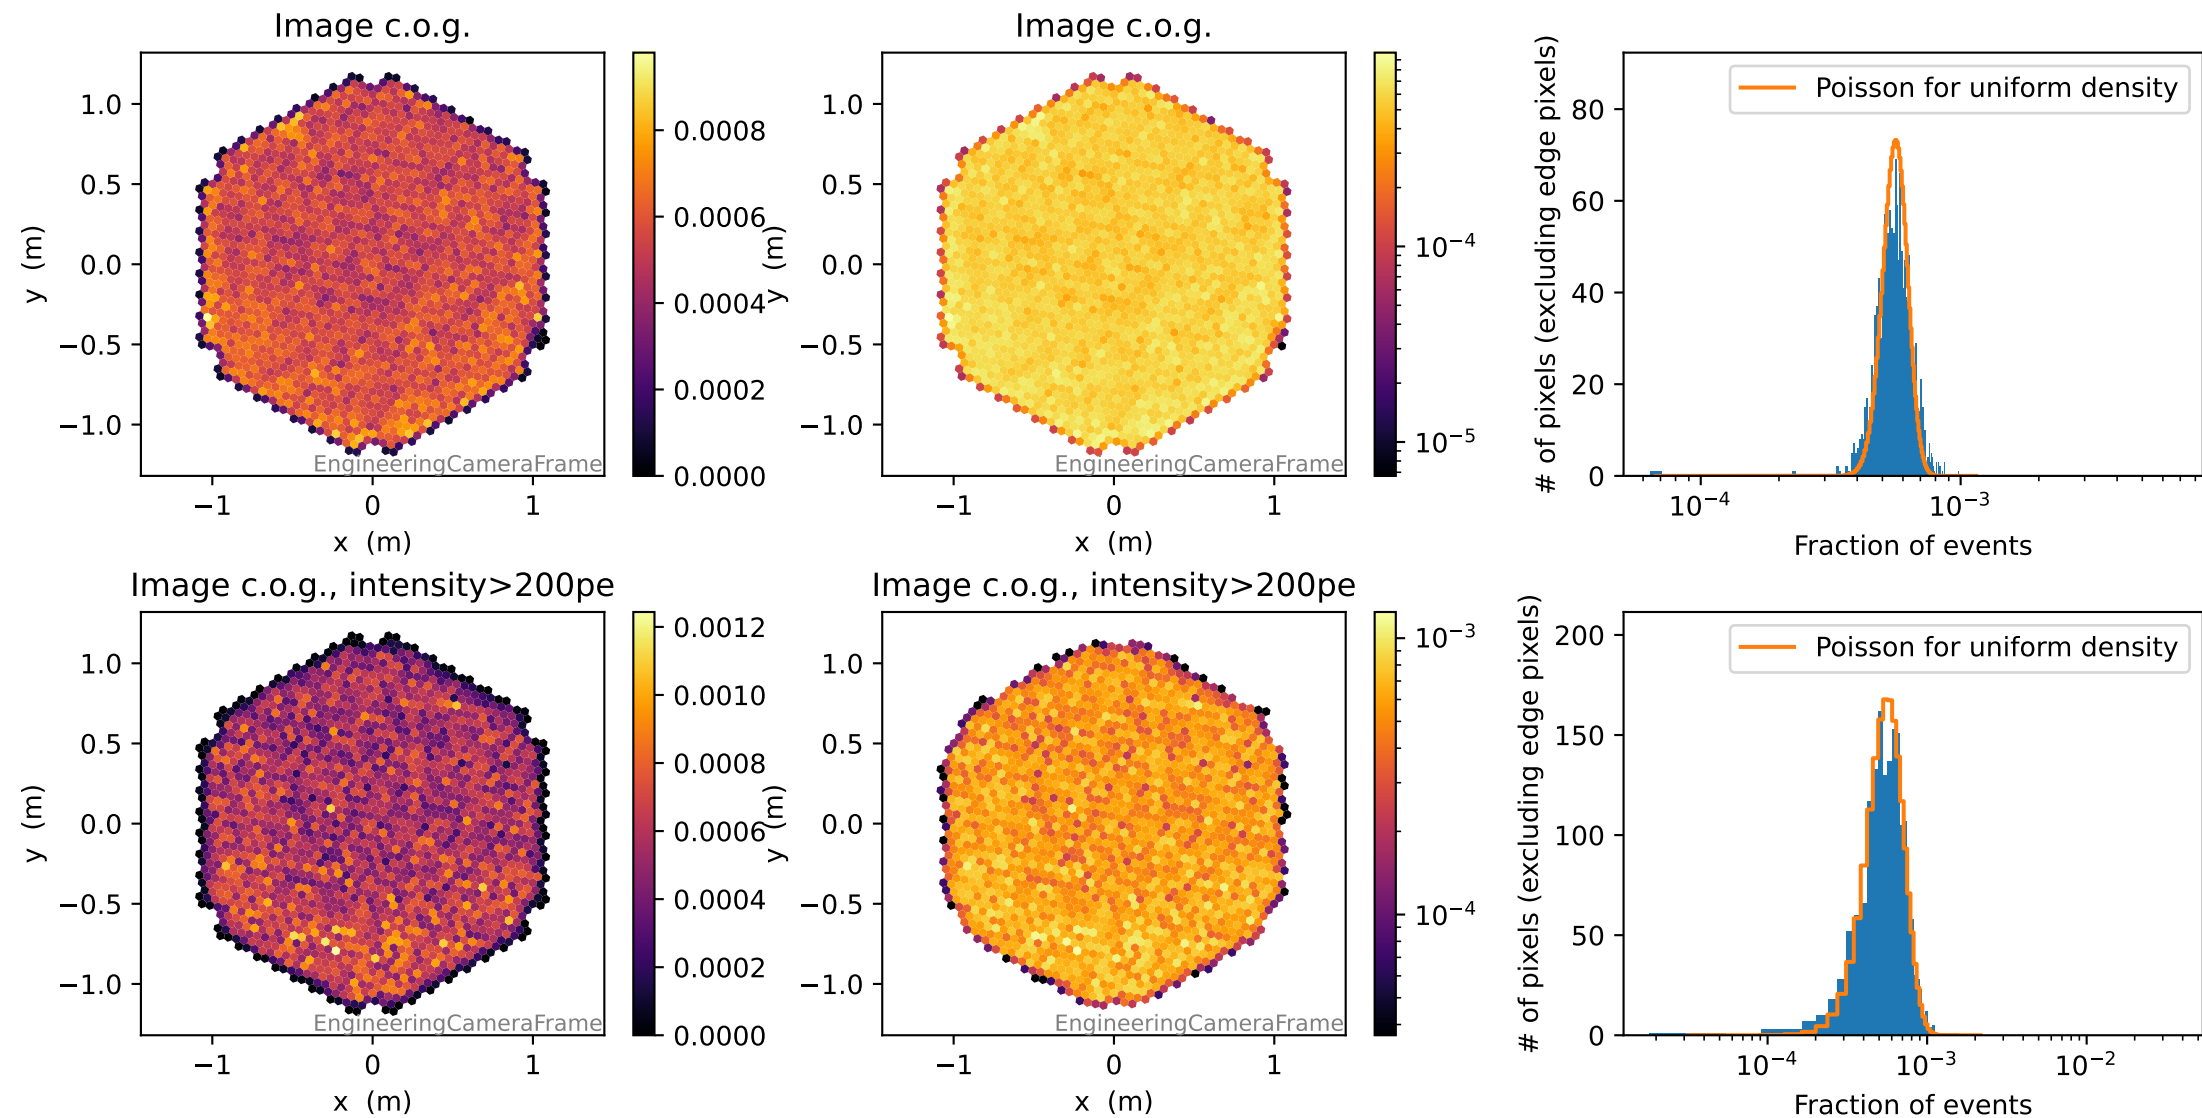 Image c.o.g.
1.0
0.5
0.0
−0.5
−1.0
y (m)
−1
0
1
x (m)
EngineeringCameraFrame
0.0008
0.0006
0.0004
0.0002
0.0000
Image c.o.g.
1.0
0.5
0.0
−0.5
−1.0
y (m)
−1
0
1
x (m)
EngineeringCameraFrame
10⁻⁴
10⁻⁵
Poisson for uniform density
80
60
40
20
0
# of pixels (excluding edge pixels)
10⁻⁴
10⁻³
Fraction of events
Image c.o.g., intensity>200pe
1.0
0.5
0.0
−0.5
−1.0
y (m)
−1
0
1
x (m)
EngineeringCameraFrame
0.0012
0.0010
0.0008
0.0006
0.0004
0.0002
0.0000
Image c.o.g., intensity>200pe
1.0
0.5
0.0
−0.5
−1.0
y (m)
−1
0
1
x (m)
EngineeringCameraFrame
10⁻³
10⁻⁴
Poisson for uniform density
200
150
100
50
0
# of pixels (excluding edge pixels)
10⁻⁴
10⁻³
10⁻²
Fraction of events